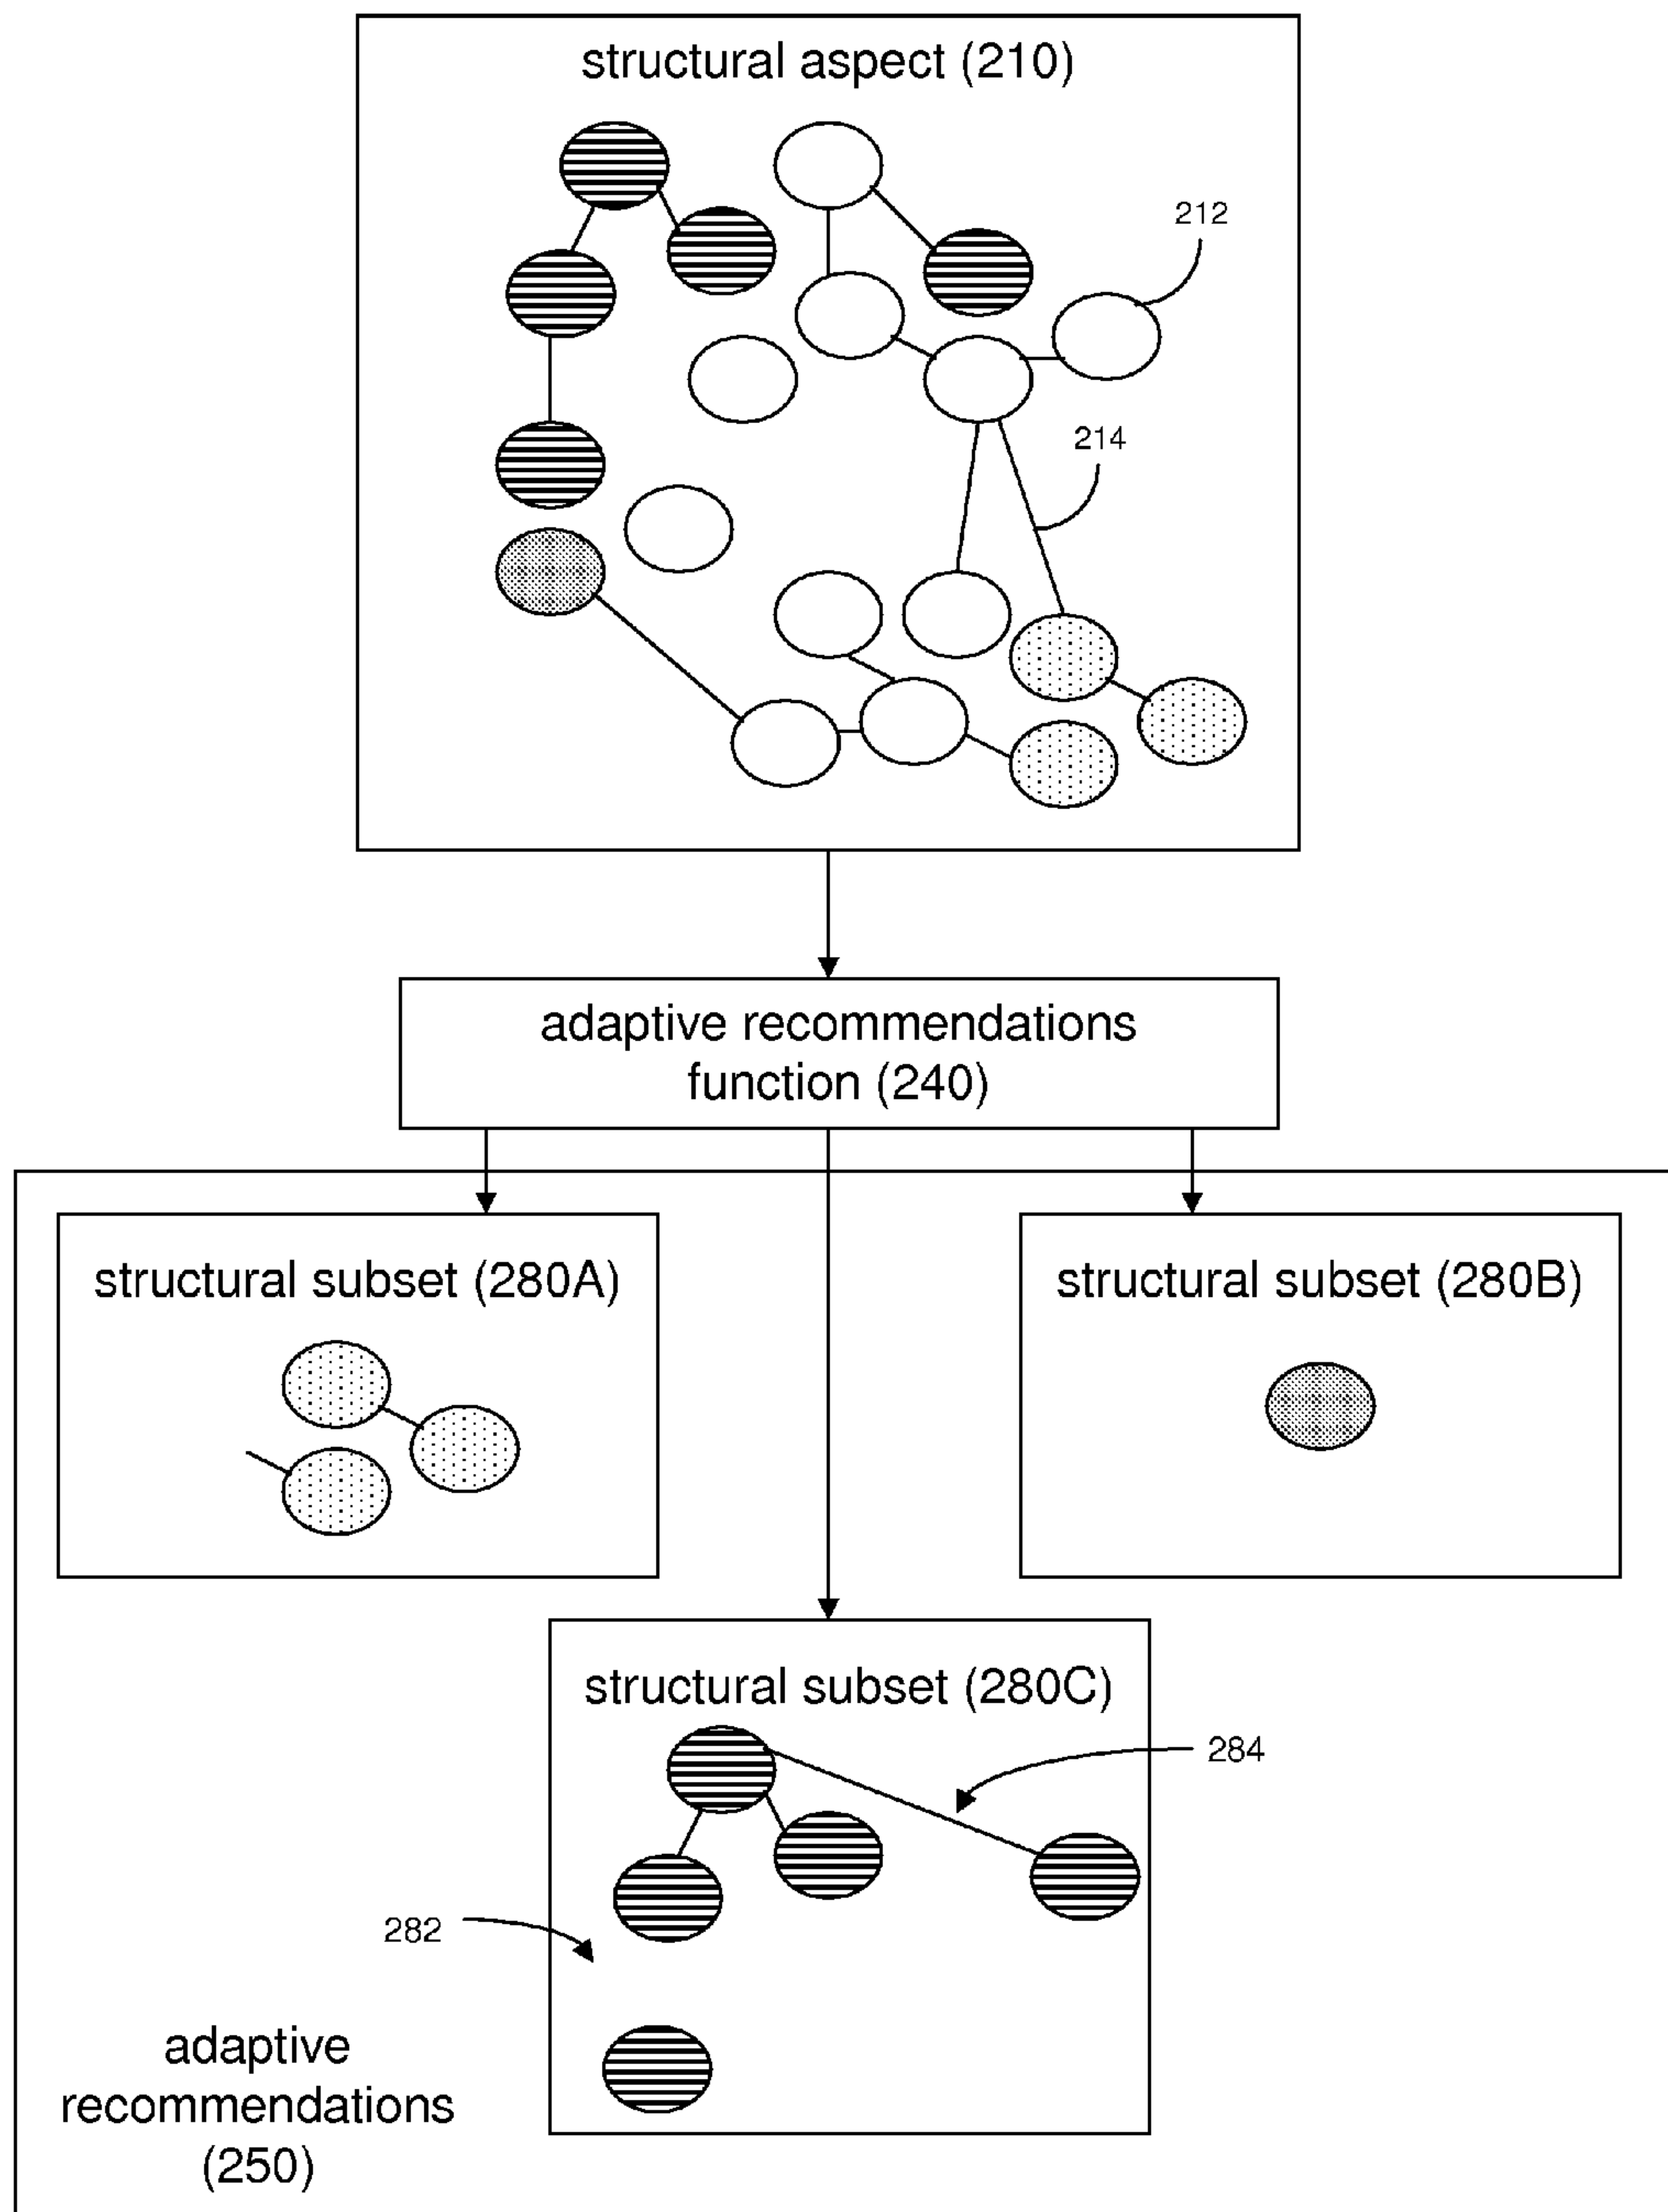 structural aspect (210)
212
214
adaptive recommendations
function (240)
structural subset (280A)
structural subset (280B)
structural subset (280C)
284
282
adaptive
recommendations
(250)